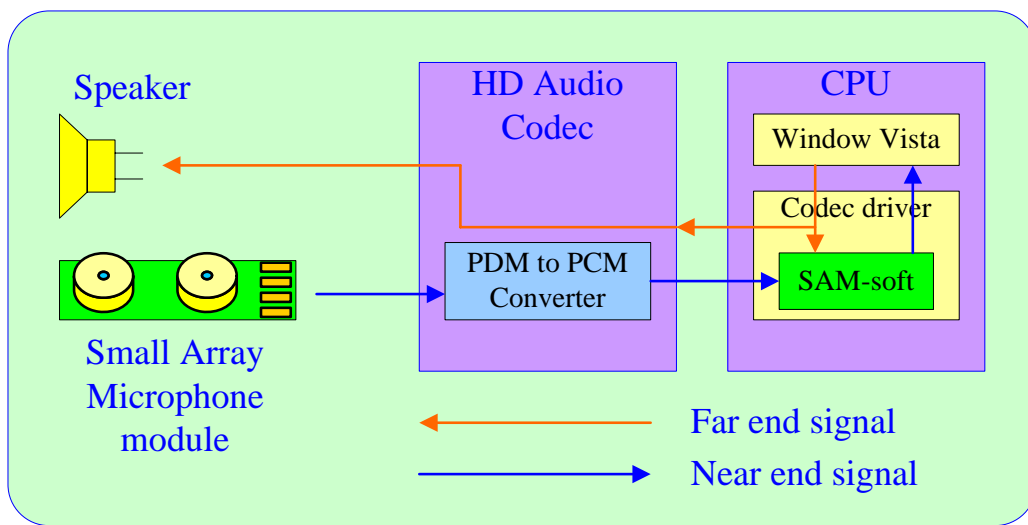 Speaker
HD Audio
Codec
CPU
Window Vista
Codec driver
PDM to PCM
Converter
SAM-soft
Small Array
Microphone
module
Far end signal
Near end signal